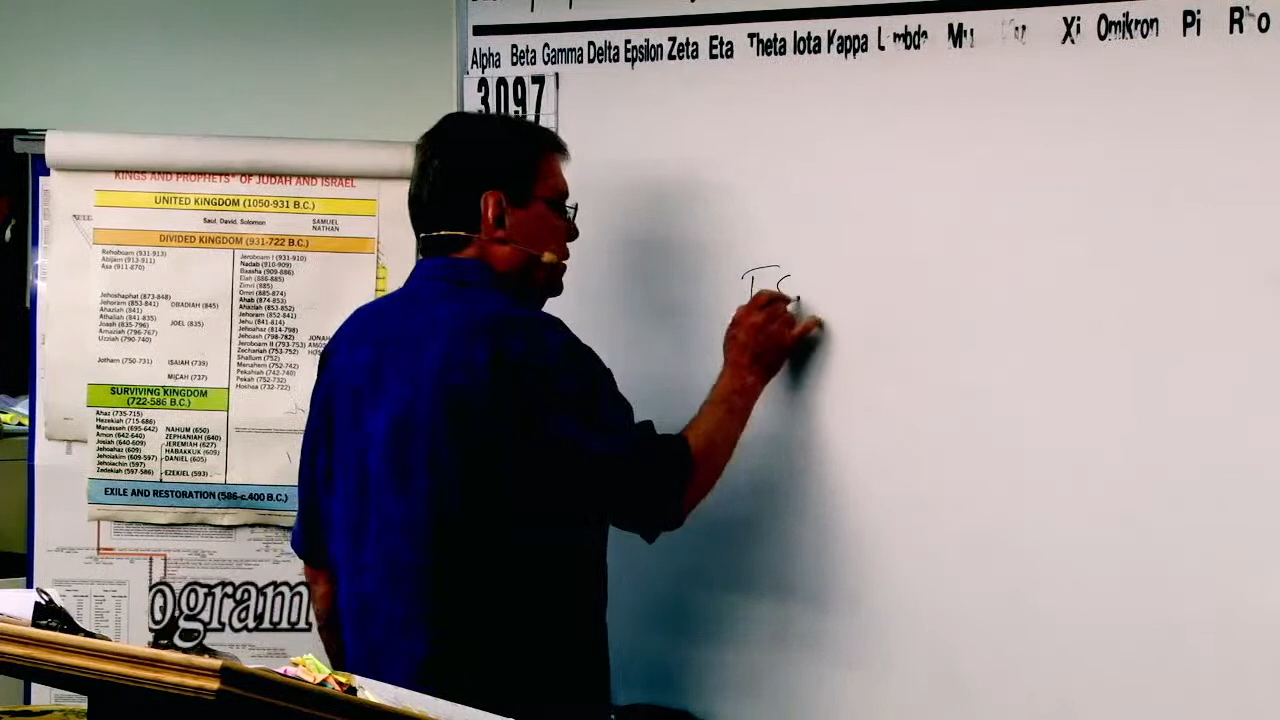 Alpha Beta Gamma Delta Epsilon Zeta Eta Theta Iota Kappa Xi Omikron Pi
3097
KINGS AND PROPHETS* OF JUDAH AND ISRAEL
UNITED KINGDOM (1050-931 B.C.)
Saul, David, Solomon
SAMUEL
NATHAN
DIVIDED KINGDOM (931-722 B.C.)
Rehoboam (931-913)
Abijam (913-911)
Asa (911-870)
Jehoshaphat (873-848)
Jehoram (853-841) OBADIAH (845)
Ahaziah (841)
Athaliah (841-835)
Joash (835-796) JOEL (835)
Amaziah (796-767)
Uzziah (790-740)
Jotham (750-731) ISAIAH (739)
MICAH (737)
Jeroboam I (931-910)
Nadab (910-909)
Baasha (909-886)
Elah (886-885)
Zimri (885)
Omri (885-874)
Ahab (874-853)
Ahaziah (853-852)
Jehoram (852-841)
Jehu (841-814)
Jehoahaz (814-798)
Jehoash (798-782) JONA
Jeroboam II (793-753) AMO
Zechariah (753-752) HOS
Shallum (752)
Menahem (752-742)
Pekahiah (742-740)
Pekah (752-732)
Hoshea (732-722)
SURVIVING KINGDOM
(722-586 B.C.)
Ahaz (735-715)
Hezekiah (715-686)
Manasseh (695-642) NAHUM (650)
Amon (642-640) ZEPHANIAH (640)
Josiah (640-609) JEREMIAH (627)
Jehoahaz (609) HABAKKUK (609)
Jehoiakim (609-597) DANIEL (605)
Jehoiachin (597)
Zedekiah (597-586) EZEKIEL (593)
EXILE AND RESTORATION (586-c.400 B.C.)
ogram